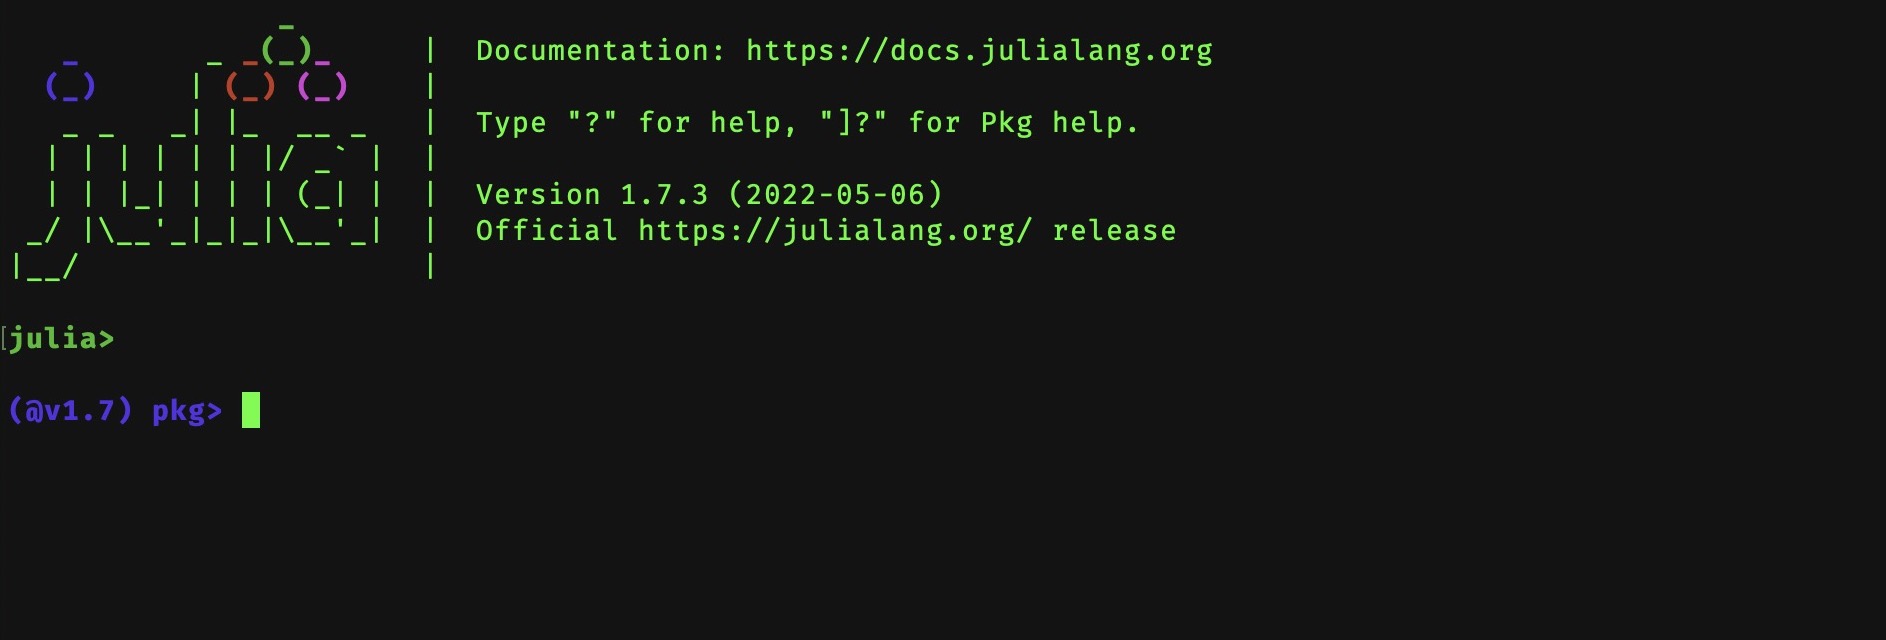 _
   _       _ _(_)_     |  Documentation: https://docs.julialang.org
  (_)     | (_) (_)    |
   _ _   _| |_  __ _   |  Type "?" for help, "]?" for Pkg help.
  | | | | | | |/ _` |  |
  | | |_| | | | (_| |  |  Version 1.7.3 (2022-05-06)
 _/ |\__'_|_|_|\__'_|  |  Official https://julialang.org/ release
|__/                   |
julia>
(@v1.7) pkg>